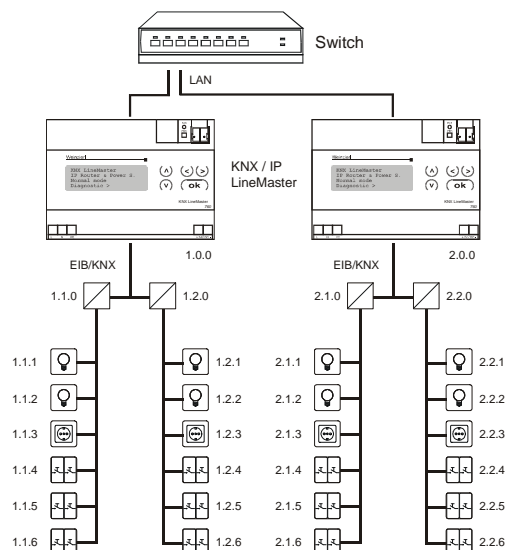 Switch
LAN
KNX LineMaster
IP Router & Power S.
Normal mode
Diagnostic >
ok
KNX LineMaster
KNX / IP
LineMaster
KNX LineMaster
IP Router & Power S.
Normal mode
Diagnostic >
ok
KNX LineMaster
1.0.0
2.0.0
EIB/KNX
EIB/KNX
1.1.0
1.2.0
2.1.0
2.2.0
1.1.1
1.2.1
2.1.1
2.2.1
1.1.2
1.2.2
2.1.2
2.2.2
1.1.3
1.2.3
2.1.3
2.2.3
1.1.4
1.2.4
2.1.4
2.2.4
1.1.5
1.2.5
2.1.5
2.2.5
1.1.6
1.2.6
2.1.6
2.2.6